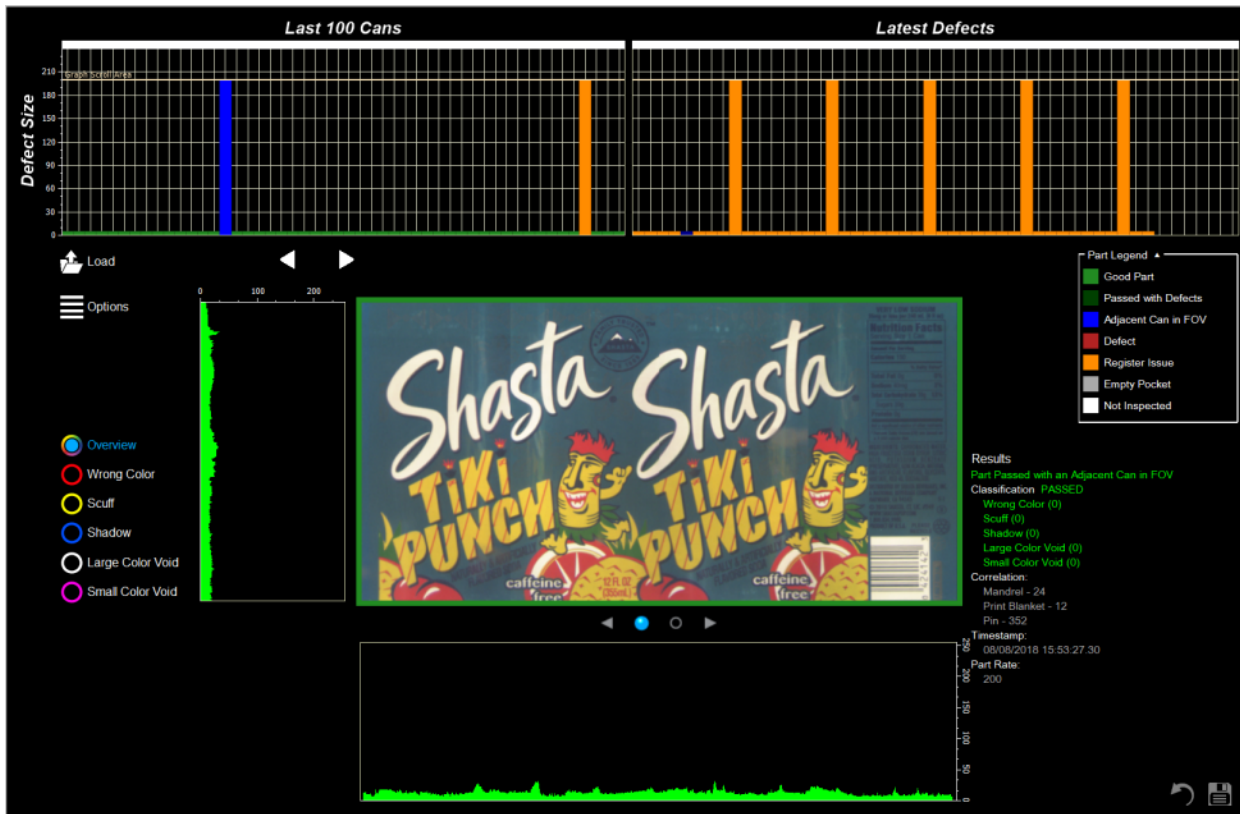 Last 100 Cans
Latest Defects
Defect Size
210
180
150
120
90
60
30
0
Graph Scroll Area
Load
Options
0 100 200
Part Legend ▲
Good Part
Passed with Defects
Adjacent Can in FOV
Defect
Register Issue
Empty Pocket
Not Inspected
Overview
Wrong Color
Scuff
Shadow
Large Color Void
Small Color Void
Shasta
TiKi
PUNCH
caffeine
free
12 FL OZ
(355mL)
Shasta
TiKi
PUNCH
caffeine
free
Nutrition Facts
Results
Part Passed with an Adjacent Can in FOV
Classification PASSED
Wrong Color (0)
Scuff (0)
Shadow (0)
Large Color Void (0)
Small Color Void (0)
Correlation:
Mandrel - 24
Print Blanket - 12
Pin - 352
Timestamp:
08/08/2018 15:53:27.30
Part Rate:
200
250
200
150
100
50
0